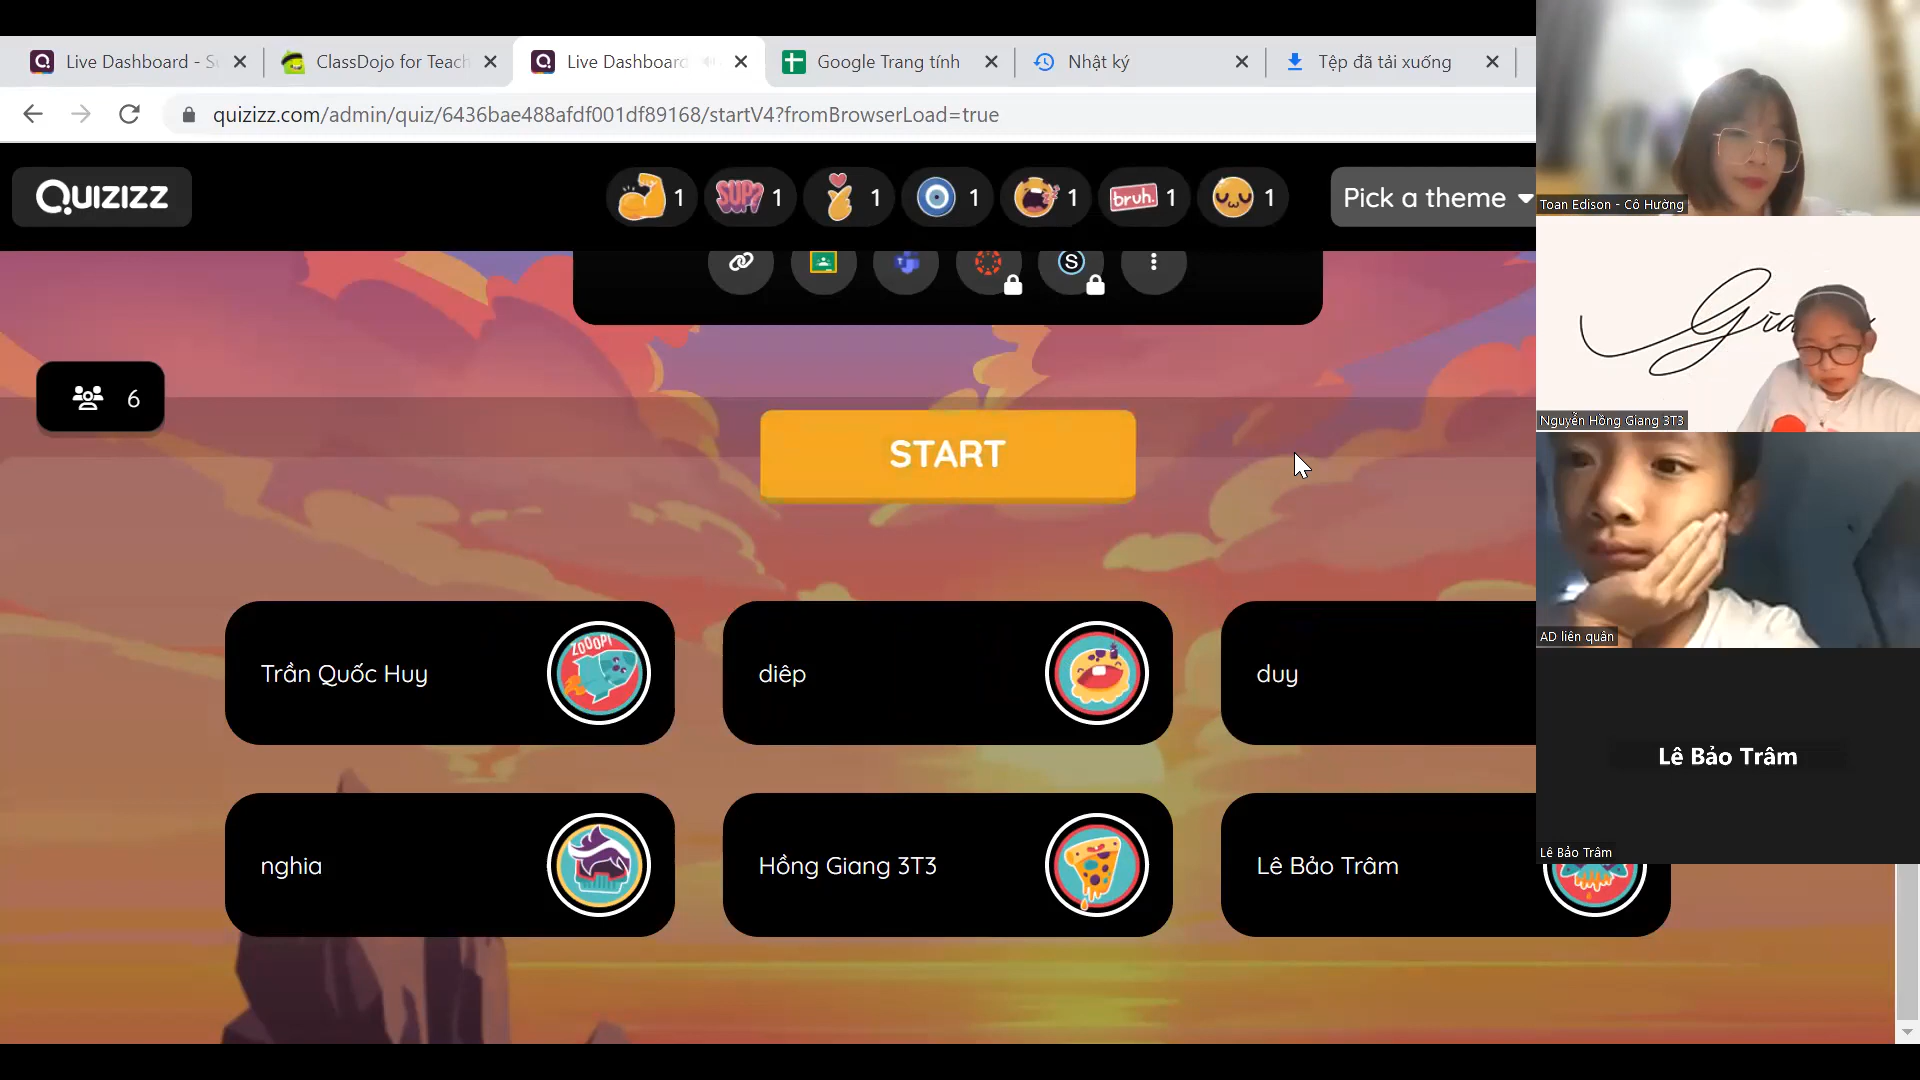 Live Dashboard - Su
ClassDojo for Teach
Live Dashboard
Google Trang tính
Nhật ký
Tệp đã tải xuống
quizizz.com/admin/quiz/6436bae488afdf001df89168/startV4?fromBrowserLoad=true
Quizizz
1
SUP?
1
1
1
1
bruh.
1
1
Pick a theme
6
START
Trần Quốc Huy
ZOOOP!
diêp
duy
nghia
Hồng Giang 3T3
Lê Bảo Trâm
Toan Edison - Cô Hường
Nguyễn Hồng Giang 3T3
AD liên quân
Lê Bảo Trâm
Lê Bảo Trâm